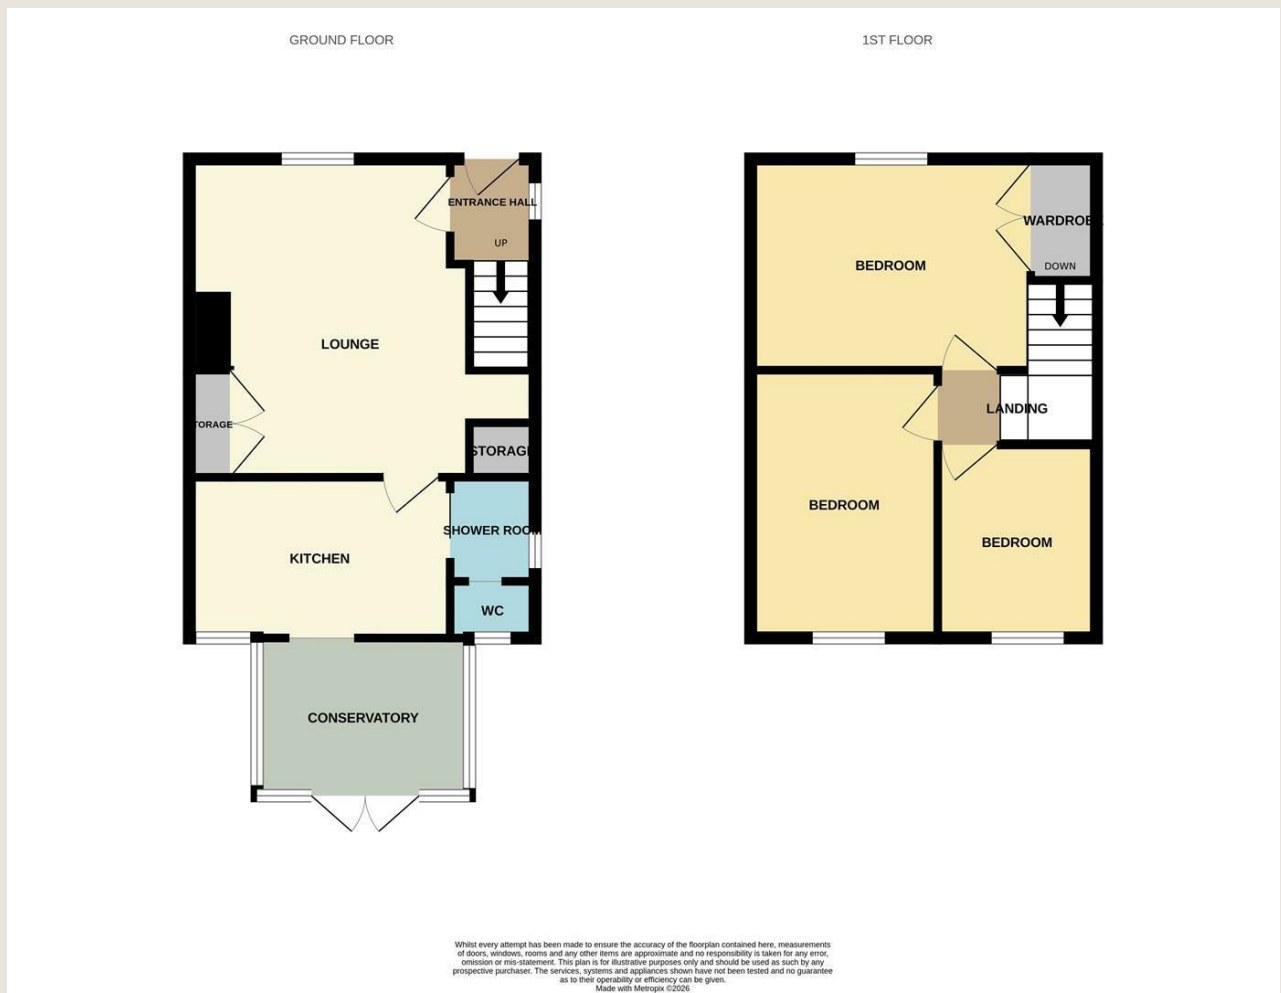 GROUND FLOOR
1ST FLOOR
ENTRANCE HALL
UP
LOUNGE
TORAGE
STORAGE
SHOWER ROOM
KITCHEN
WC
CONSERVATORY
WARDROBE
DOWN
BEDROOM
LANDING
BEDROOM
BEDROOM
Whilst every attempt has been made to ensure the accuracy of the floorplan contained here, measurements
of doors, windows, rooms and any other items are approximate and no responsibility is taken for any error,
omission or mis-statement. This plan is for illustrative purposes only and should be used as such by any
prospective purchaser. The services, systems and appliances shown have not been tested and no guarantee
as to their operability or efficiency can be given.
Made with Metropix ©2026